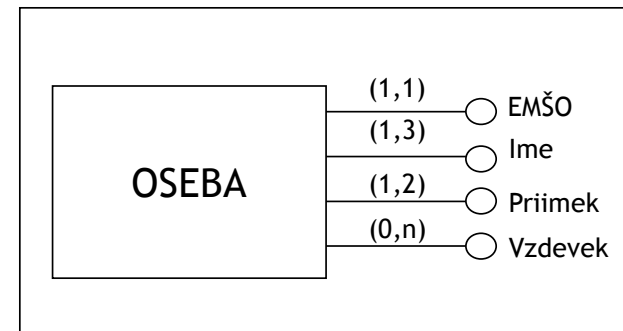 (1,1)
EMŠO
(1,3)
Ime
OSEBA
(1,2)
Priimek
(0,n)
Vzdevek